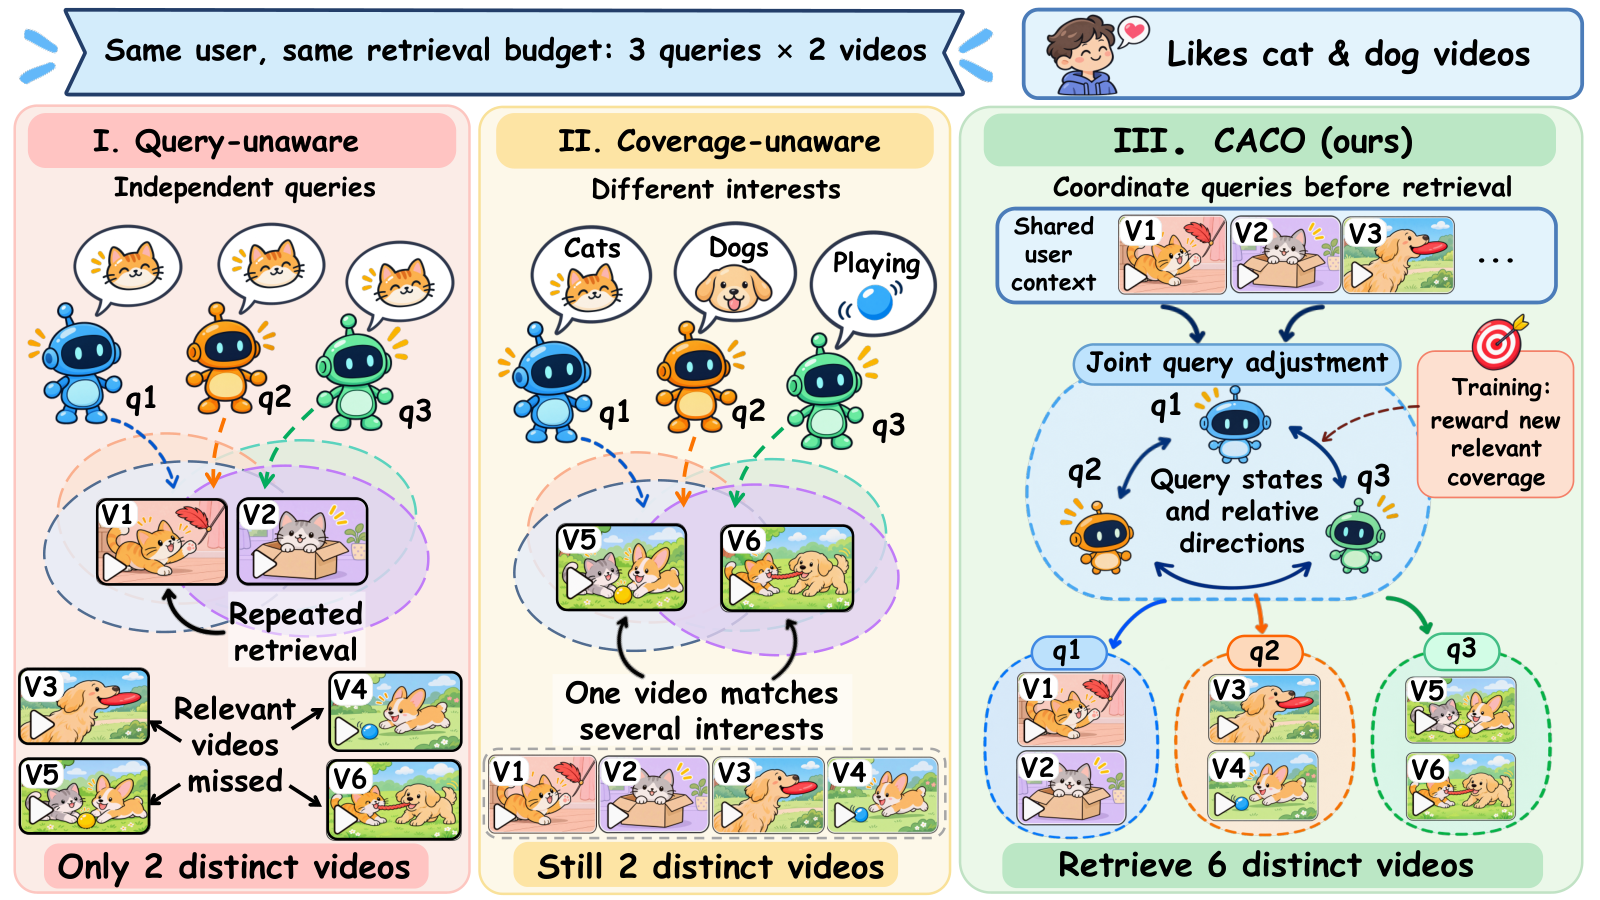 Same user, same retrieval budget: 3 queries × 2 videos
Likes cat & dog videos
I. Query-unaware
Independent queries
q1
q2
q3
V1
V2
Repeated
retrieval
V3
V4
Relevant
videos
missed
V5
V6
Only 2 distinct videos
II. Coverage-unaware
Different interests
Cats
Dogs
Playing
q1
q2
q3
V5
V6
One video matches
several interests
V1
V2
V3
V4
Still 2 distinct videos
III. CACO (ours)
Coordinate queries before retrieval
Shared
user
context
V1
V2
V3
...
Joint query adjustment
Training:
reward new
relevant
coverage
q1
q2
q3
Query states
and relative
directions
q1
V1
V2
q2
V3
V4
q3
V5
V6
Retrieve 6 distinct videos